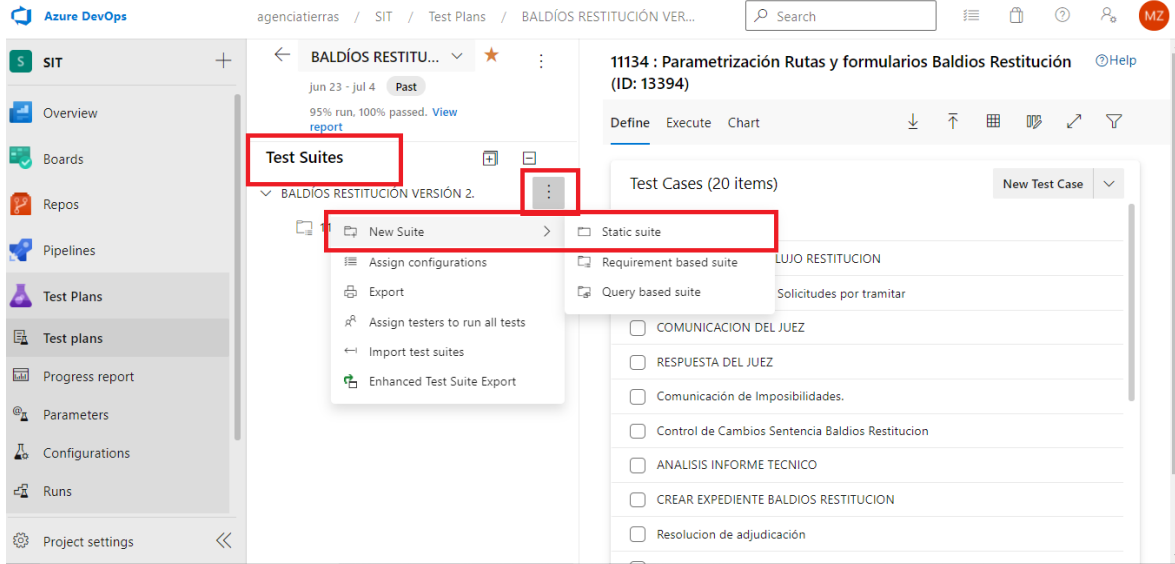 Azure DevOps
agenciatierras / SIT / Test Plans / BALDÍOS RESTITUCIÓN VER...
Search
MZ
S SIT
Overview
Boards
Repos
Pipelines
Test Plans
Test plans
Progress report
Parameters
Configurations
Runs
Project settings
BALDÍOS RESTITU...
jun 23 - jul 4 Past
95% run, 100% passed. View
report
Test Suites
BALDÍOS RESTITUCIÓN VERSIÓN 2.
New Suite
Assign configurations
Export
Assign testers to run all tests
Import test suites
Enhanced Test Suite Export
Static suite
Requirement based suite
Query based suite
11134 : Parametrización Rutas y formularios Baldios Restitución
(ID: 13394)
Help
Define Execute Chart
Test Cases (20 items)
New Test Case
RESTITUCION
Solicitudes por tramitar
COMUNICACION DEL JUEZ
RESPUESTA DEL JUEZ
Comunicación de Imposibilidades.
Control de Cambios Sentencia Baldios Restitucion
ANALISIS INFORME TECNICO
CREAR EXPEDIENTE BALDIOS RESTITUCION
Resolucion de adjudicación